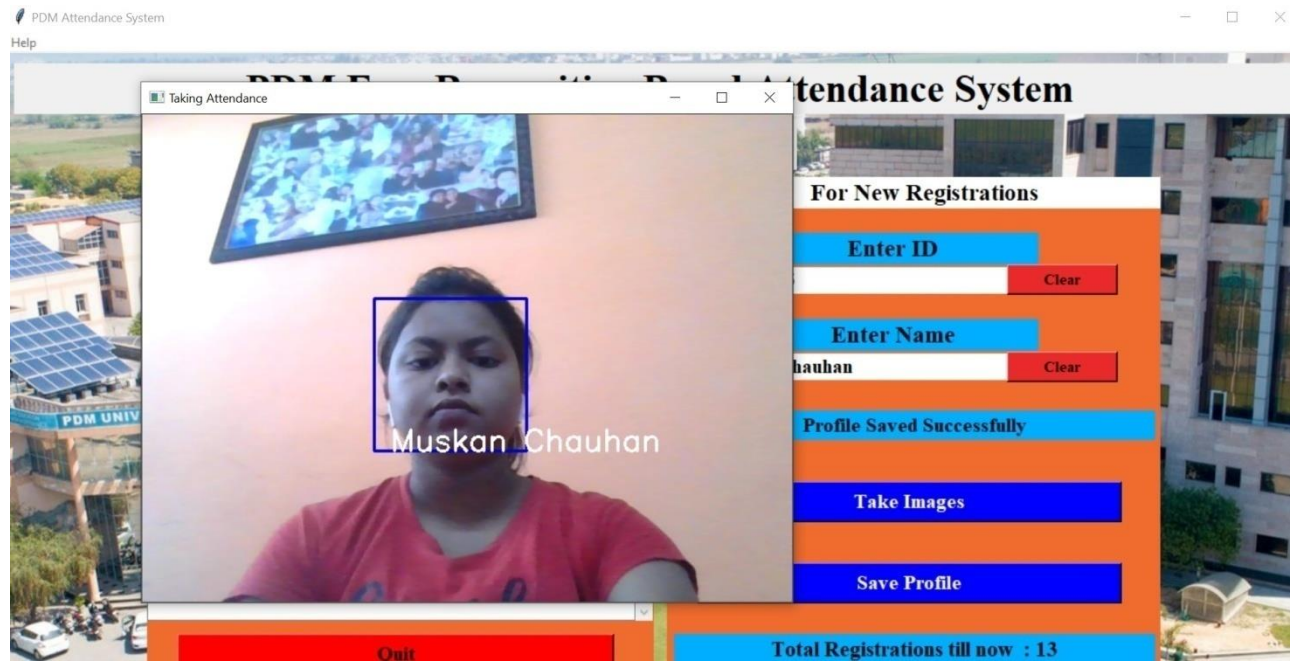 PDM Attendance System
Help
tendance System
Taking Attendance
For New Registrations
Enter ID
Clear
Enter Name
hauhan
Clear
PDM UNIV
Profile Saved Successfully
Muskan Chauhan
Take Images
Save Profile
Quit
Total Registrations till now : 13